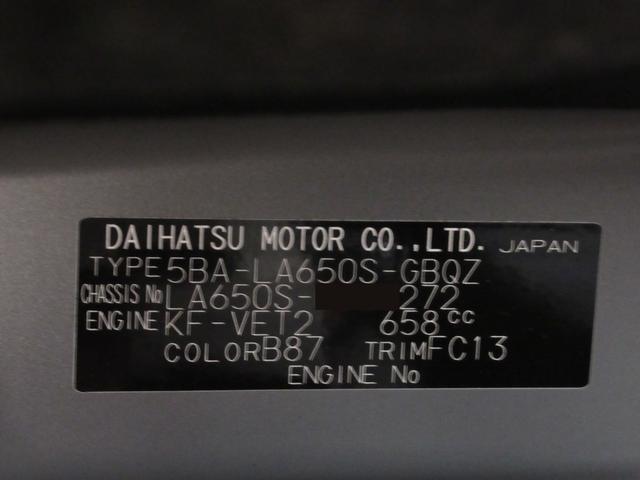 DAIHATSU MOTOR CO.,LTD. JAPAN
TYPE 5BA-LA650S-GBQZ
CHASSIS No LA650S- 272
ENGINE KF-VET2 658cc
COLOR B87 TRIM FC13
ENGINE No